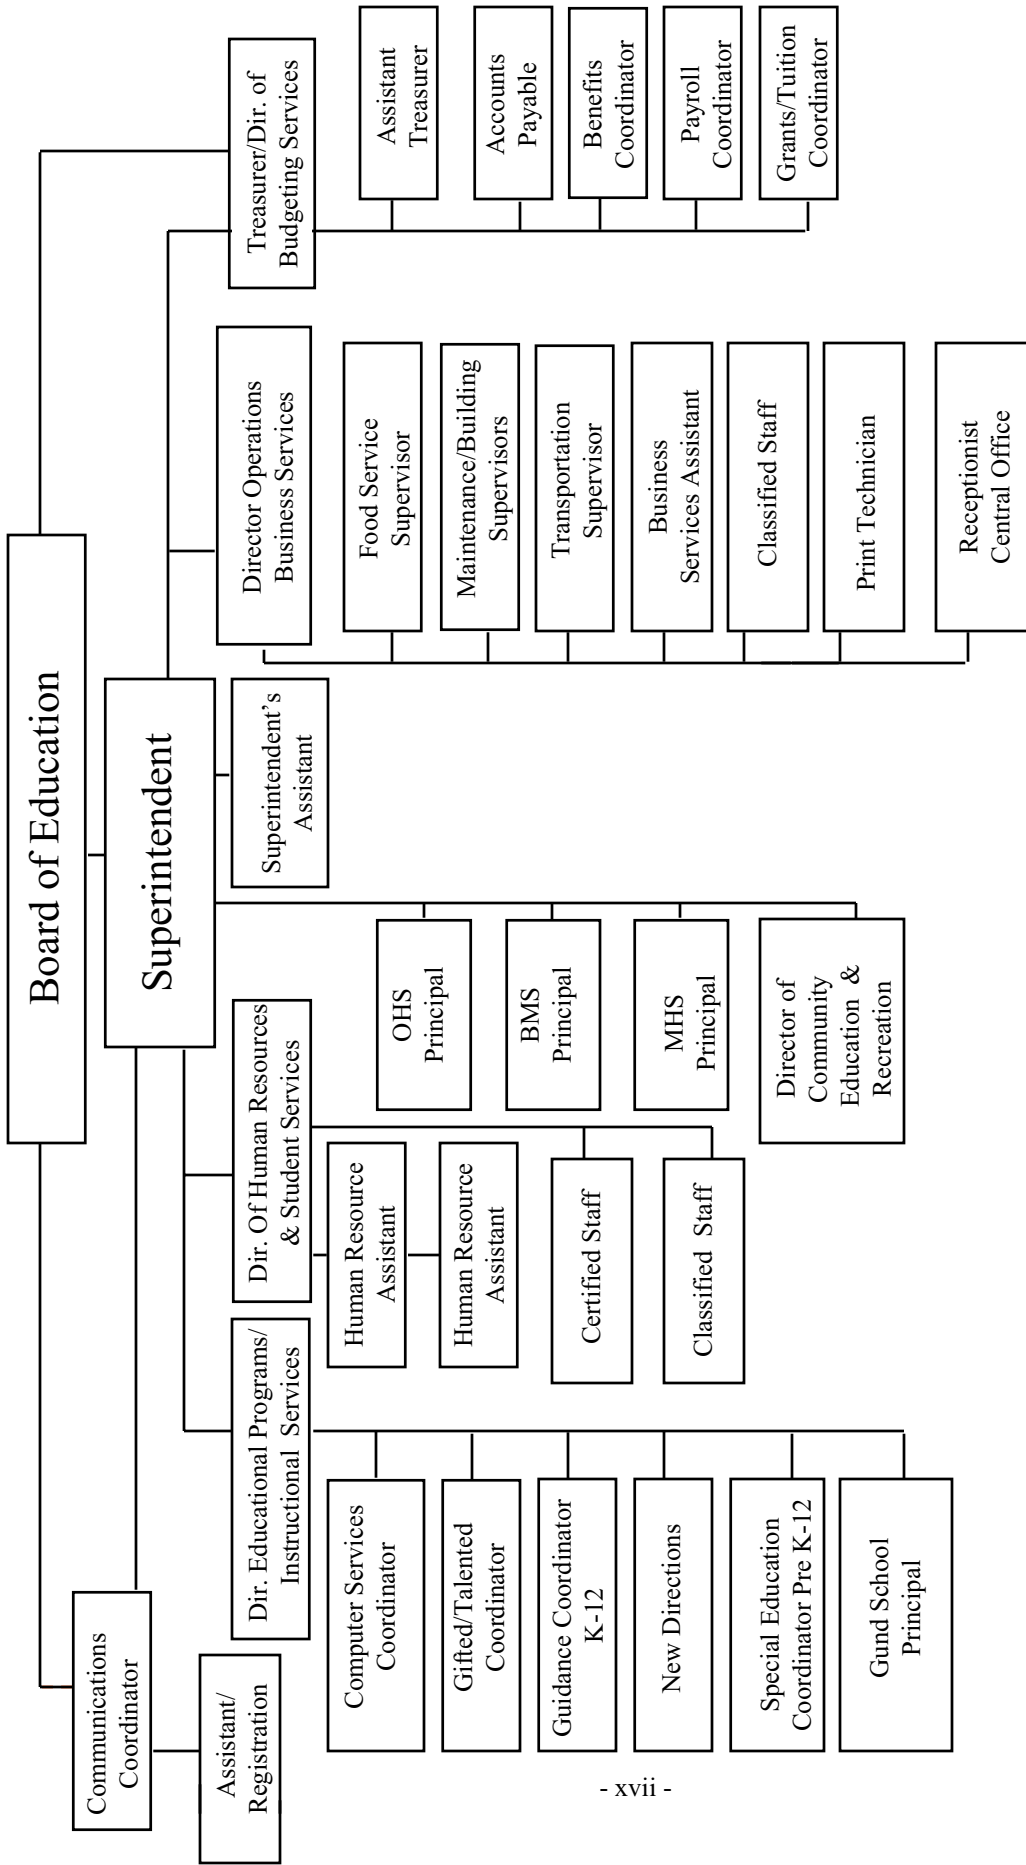 Board of Education
Communications
Coordinator
Superintendent
Assistant/
Registration
Dir. Educational Programs/
Instructional Services
Dir. Of Human Resources
& Student Services
Superintendent's
Assistant
Director Operations
Business Services
Treasurer/Dir. of
Budgeting Services
Computer Services
Coordinator
Gifted/Talented
Coordinator
Guidance Coordinator
K-12
New Directions
Special Education
Coordinator Pre K-12
Gund School
Principal
Human Resource
Assistant
Human Resource
Assistant
Certified Staff
Classified Staff
OHS
Principal
BMS
Principal
MHS
Principal
Director of
Community
Education &
Recreation
Food Service
Supervisor
Maintenance/Building
Supervisors
Transportation
Supervisor
Business
Services Assistant
Classified Staff
Print Technician
Receptionist
Central Office
Assistant
Treasurer
Accounts
Payable
Benefits
Coordinator
Payroll
Coordinator
Grants/Tuition
Coordinator
- xvii -